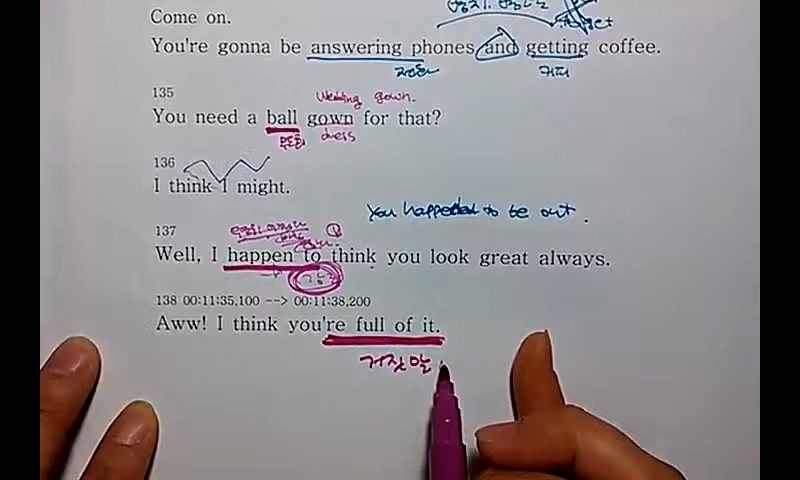 Come on.
You're gonna be answering phones and getting coffee.
커피
135
Wedding gown.
You need a ball gown for that?
dress
136
I think I might.
You happened to be out.
137
Well, I happen to think you look great always.
138 00:11:35,100 --> 00:11:38,200
Aww! I think you're full of it.
거짓말